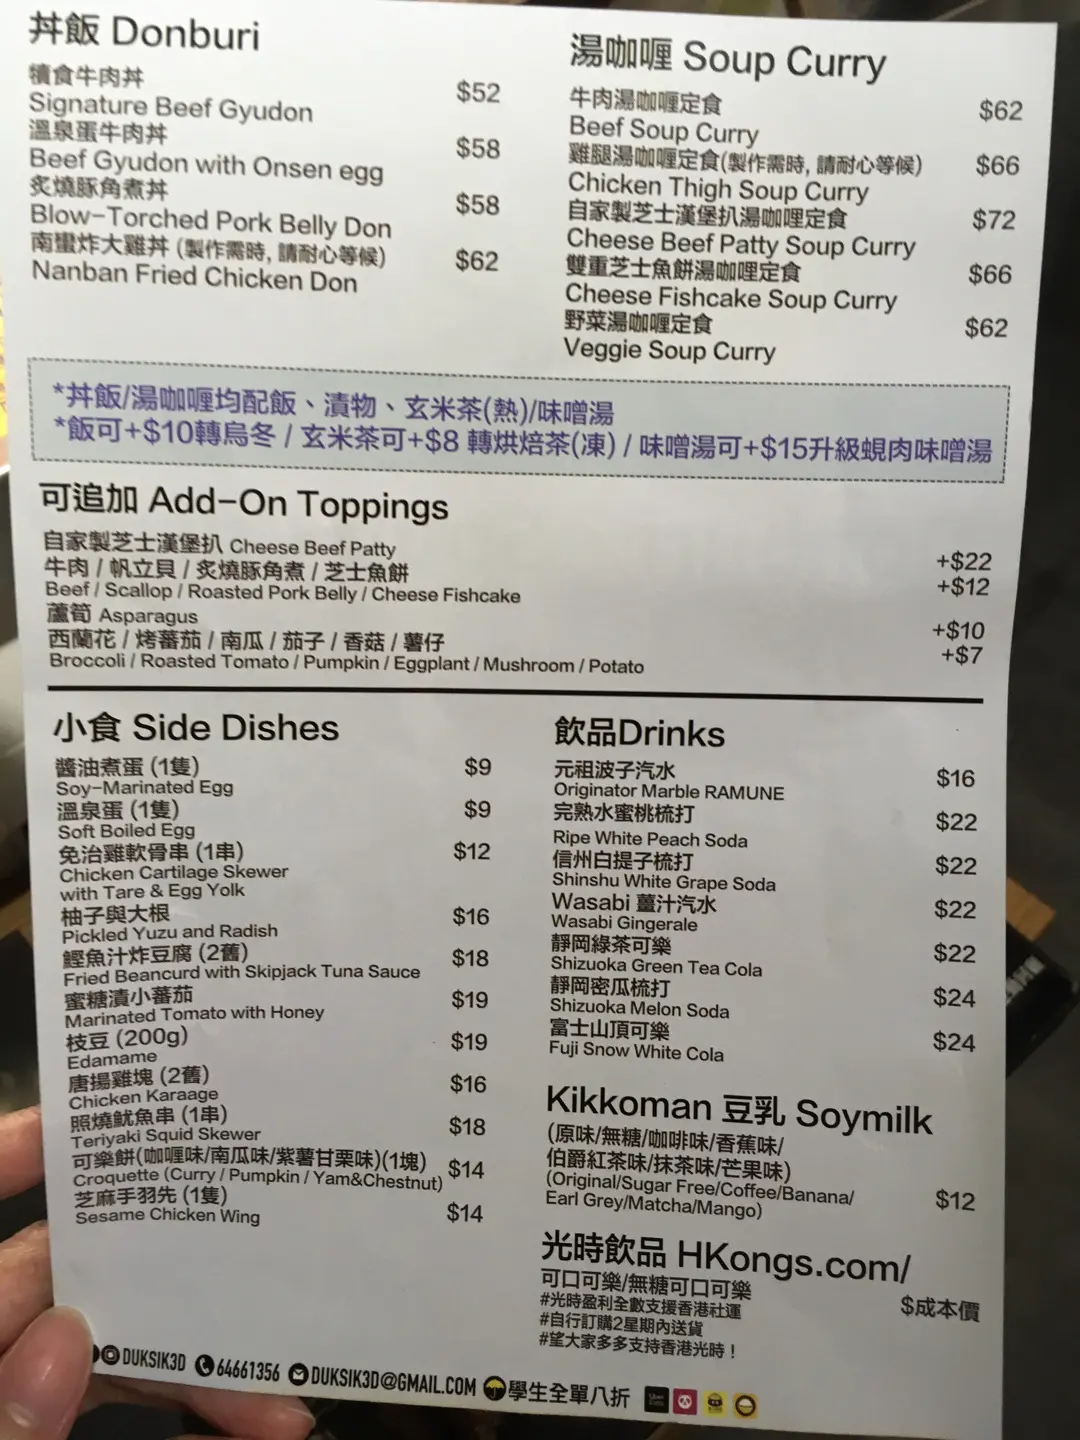 丼飯 Donburi
犢食牛肉丼 $52
Signature Beef Gyudon
溫泉蛋牛肉丼 $58
Beef Gyudon with Onsen egg
炙燒豚角煮丼 $58
Blow-Torched Pork Belly Don
南蠻炸大雞丼 (製作需時, 請耐心等候) $62
Nanban Fried Chicken Don
湯咖喱 Soup Curry
牛肉湯咖喱定食 $62
Beef Soup Curry
雞腿湯咖喱定食(製作需時, 請耐心等候) $66
Chicken Thigh Soup Curry
自家製芝士漢堡扒湯咖哩定食 $72
Cheese Beef Patty Soup Curry
雙重芝士魚餅湯咖哩定食 $66
Cheese Fishcake Soup Curry
野菜湯咖喱定食 $62
Veggie Soup Curry
*丼飯/湯咖喱均配飯、漬物、玄米茶(熱)/味噌湯
*飯可+$10轉烏冬 / 玄米茶可+$8 轉烘焙茶(凍) / 味噌湯可+$15升級蜆肉味噌湯
可追加 Add-On Toppings
自家製芝士漢堡扒 Cheese Beef Patty +$22
牛肉 / 帆立貝 / 炙燒豚角煮 / 芝士魚餅 +$12
Beef / Scallop / Roasted Pork Belly / Cheese Fishcake
蘆筍 Asparagus +$10
西蘭花 / 烤蕃茄 / 南瓜 / 茄子 / 香菇 / 薯仔 +$7
Broccoli / Roasted Tomato / Pumpkin / Eggplant / Mushroom / Potato
小食 Side Dishes
醬油煮蛋 (1隻) $9
Soy-Marinated Egg
溫泉蛋 (1隻) $9
Soft Boiled Egg
免治雞軟骨串 (1串) $12
Chicken Cartilage Skewer
with Tare & Egg Yolk
柚子與大根 $16
Pickled Yuzu and Radish
鰹魚汁炸豆腐 (2舊) $18
Fried Beancurd with Skipjack Tuna Sauce
蜜糖漬小蕃茄 $19
Marinated Tomato with Honey
枝豆 (200g) $19
Edamame
唐揚雞塊 (2舊) $16
Chicken Karaage
照燒魷魚串 (1串) $18
Teriyaki Squid Skewer
可樂餅(咖喱味/南瓜味/紫薯甘栗味)(1塊) $14
Croquette (Curry / Pumpkin / Yam&Chestnut)
芝麻手羽先 (1隻) $14
Sesame Chicken Wing
飲品Drinks
元祖波子汽水 $16
Originator Marble RAMUNE
完熟水蜜桃梳打 $22
Ripe White Peach Soda
信州白提子梳打 $22
Shinshu White Grape Soda
Wasabi 薑汁汽水 $22
Wasabi Gingerale
靜岡綠茶可樂 $22
Shizuoka Green Tea Cola
靜岡密瓜梳打 $24
Shizuoka Melon Soda
富士山頂可樂 $24
Fuji Snow White Cola
Kikkoman 豆乳 Soymilk
(原味/無糖/咖啡味/香蕉味/
伯爵紅茶味/抹茶味/芒果味)
(Original/Sugar Free/Coffee/Banana/
Earl Grey/Matcha/Mango) $12
光時飲品 HKongs.com/
可口可樂/無糖可口可樂 $成本價
#光時盈利全數支援香港社運
#自行訂購2星期內送貨
#望大家多多支持香港光時！
DUKSIK3D 64661356 DUKSIK3D@GMAIL.COM 學生全單八折